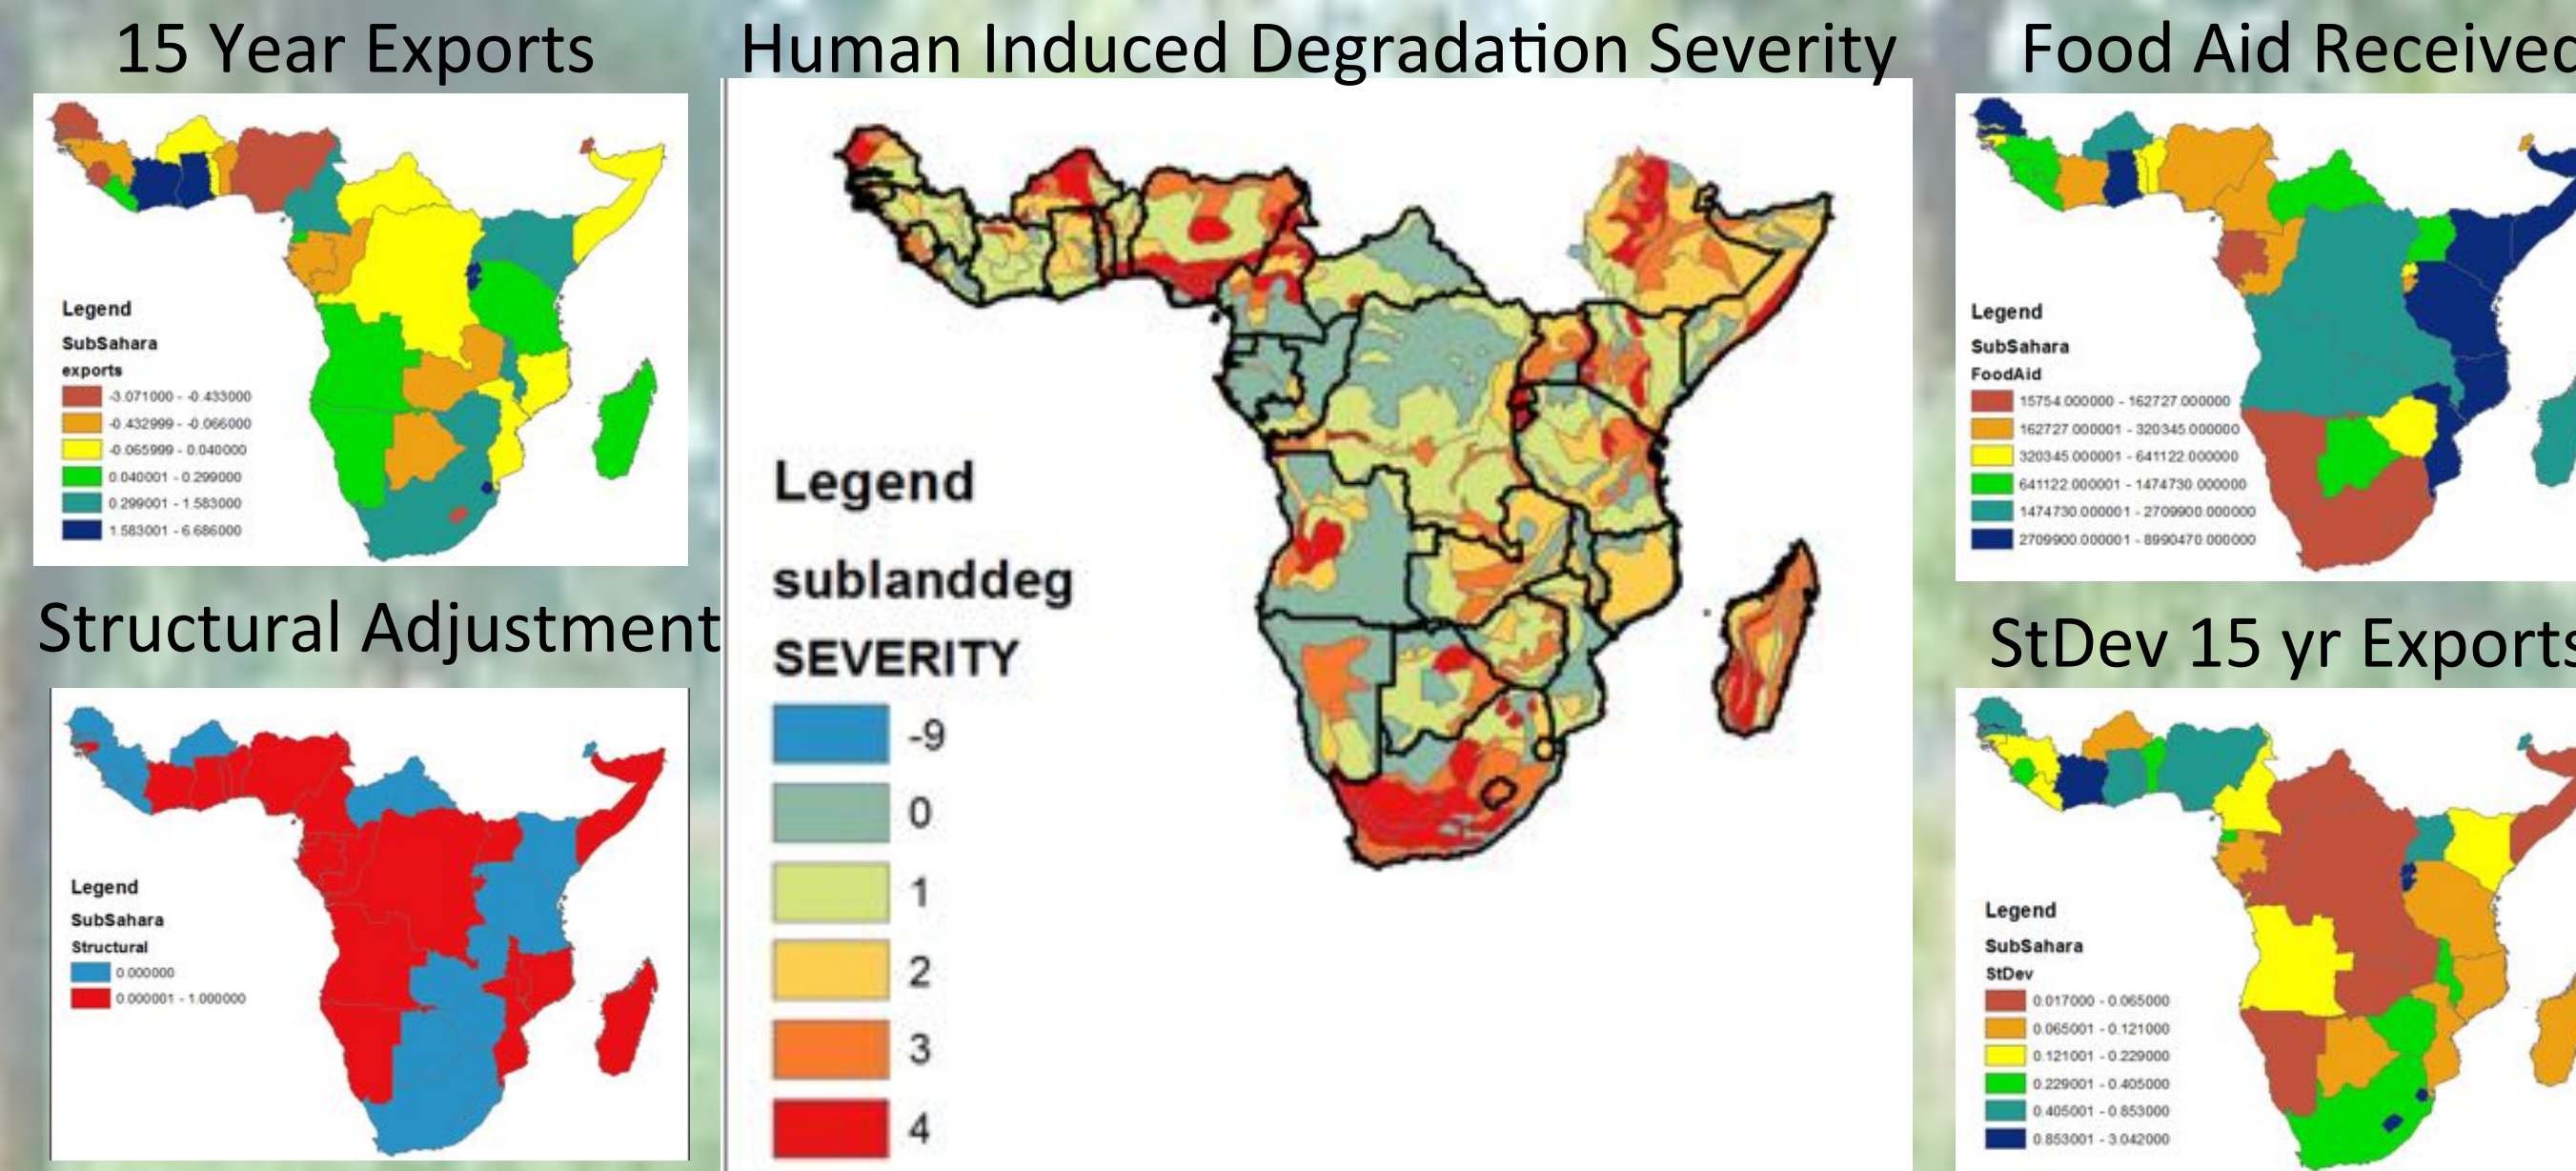 15 Year Exports
Legend
SubSahara
exports
-3.071000 - -0.433000
-0.432999 - -0.066000
-0.065999 - 0.040000
0.040001 - 0.299000
0.299001 - 1.583000
1.583001 - 6.686000
Structural Adjustment
Legend
SubSahara
Structural
0.000000
0.000001 - 1.000000
Human Induced Degradation Severity
Legend
sublanddeg
SEVERITY
-9
0
1
2
3
4
Food Aid Received
Legend
SubSahara
FoodAid
15754.000000 - 162727.000000
162727.000001 - 320345.000000
320345.000001 - 641122.000000
641122.000001 - 1474730.000000
1474730.000001 - 2709900.000000
2709900.000001 - 8990470.000000
StDev 15 yr Exports
Legend
SubSahara
StDev
0.017000 - 0.065000
0.065001 - 0.121000
0.121001 - 0.229000
0.229001 - 0.405000
0.405001 - 0.853000
0.853001 - 3.042000